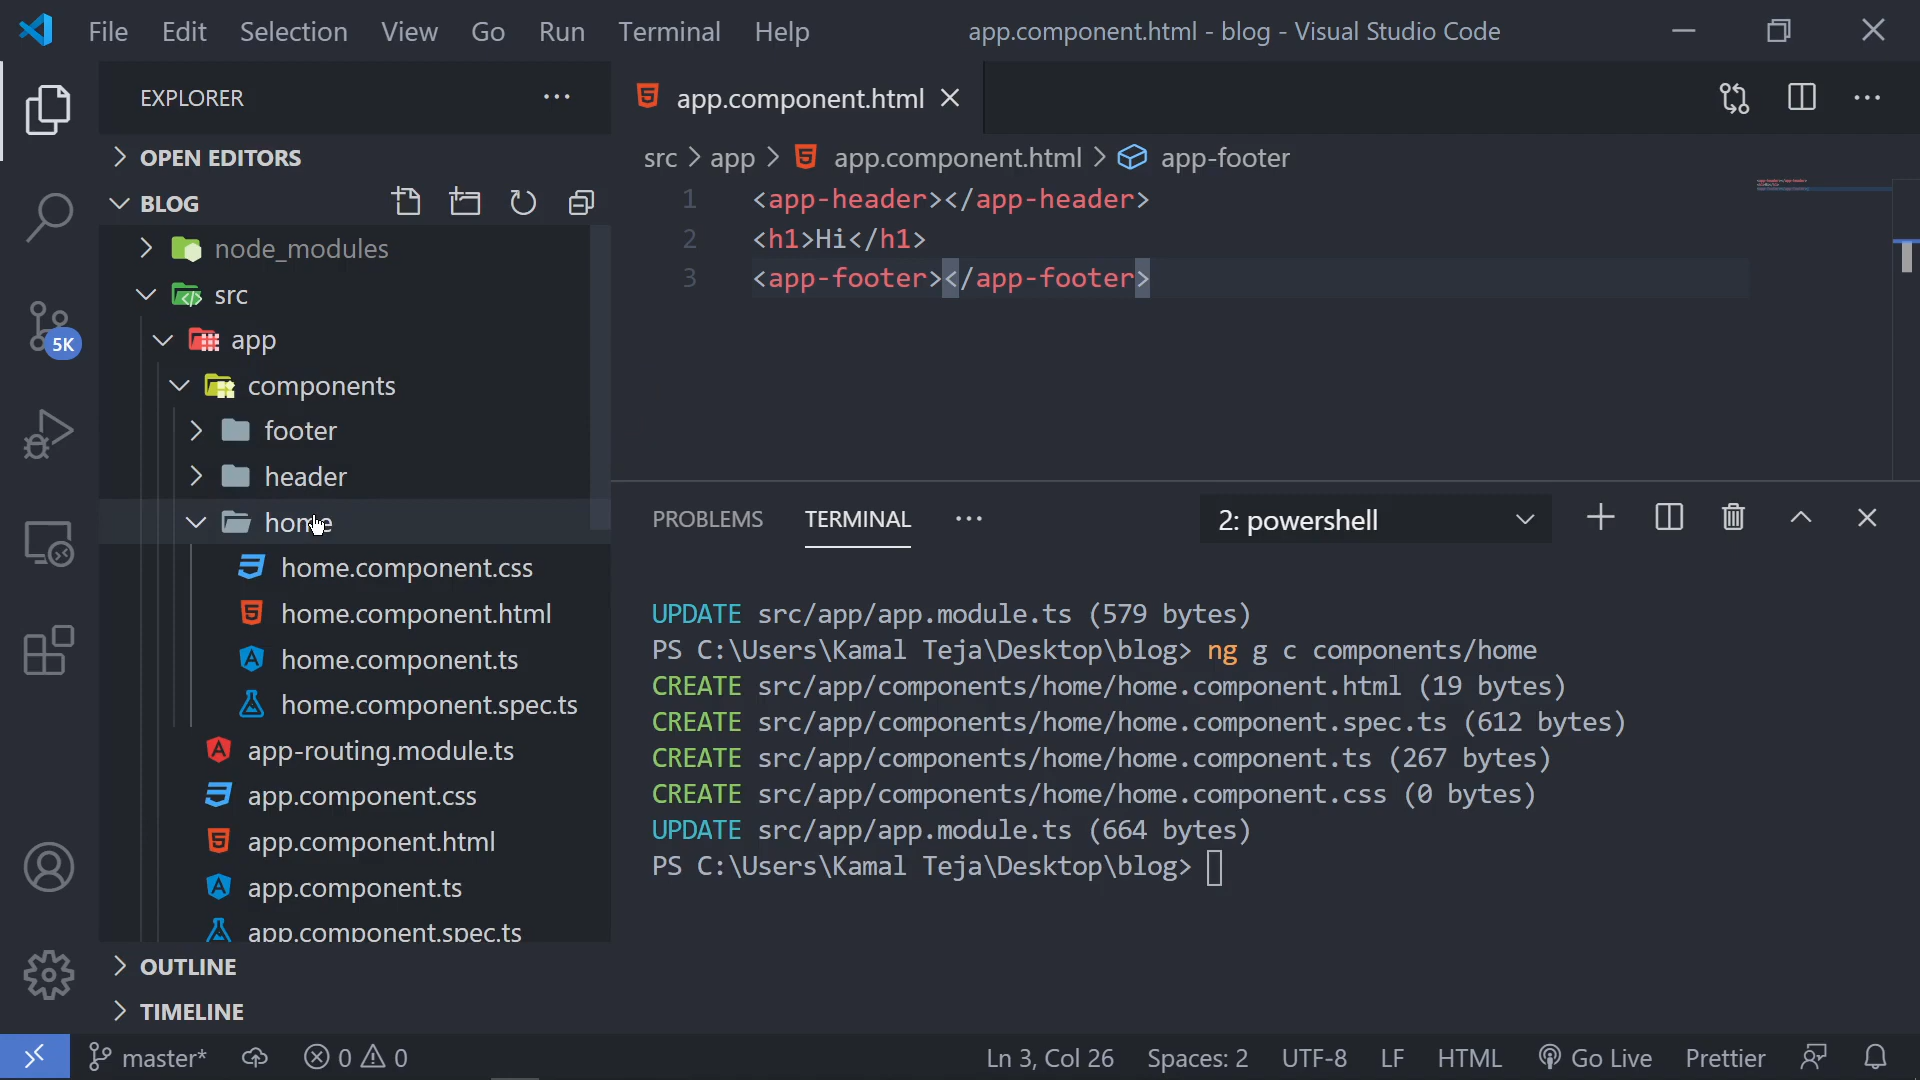 File Edit Selection View Go Run Terminal Help app.component.html - blog - Visual Studio Code
EXPLORER
OPEN EDITORS
BLOG
node_modules
src
app
components
footer
header
home
home.component.css
home.component.html
home.component.ts
home.component.spec.ts
app-routing.module.ts
app.component.css
app.component.html
app.component.ts
app.component.spec.ts
OUTLINE
TIMELINE
5K
app.component.html
src > app > app.component.html > app-footer
1 <app-header></app-header>
2 <h1>Hi</h1>
3 <app-footer></app-footer>
PROBLEMS TERMINAL 2: powershell
UPDATE src/app/app.module.ts (579 bytes)
PS C:\Users\Kamal Teja\Desktop\blog> ng g c components/home
CREATE src/app/components/home/home.component.html (19 bytes)
CREATE src/app/components/home/home.component.spec.ts (612 bytes)
CREATE src/app/components/home/home.component.ts (267 bytes)
CREATE src/app/components/home/home.component.css (0 bytes)
UPDATE src/app/app.module.ts (664 bytes)
PS C:\Users\Kamal Teja\Desktop\blog>
master* 0 0 Ln 3, Col 26 Spaces: 2 UTF-8 LF HTML Go Live Prettier